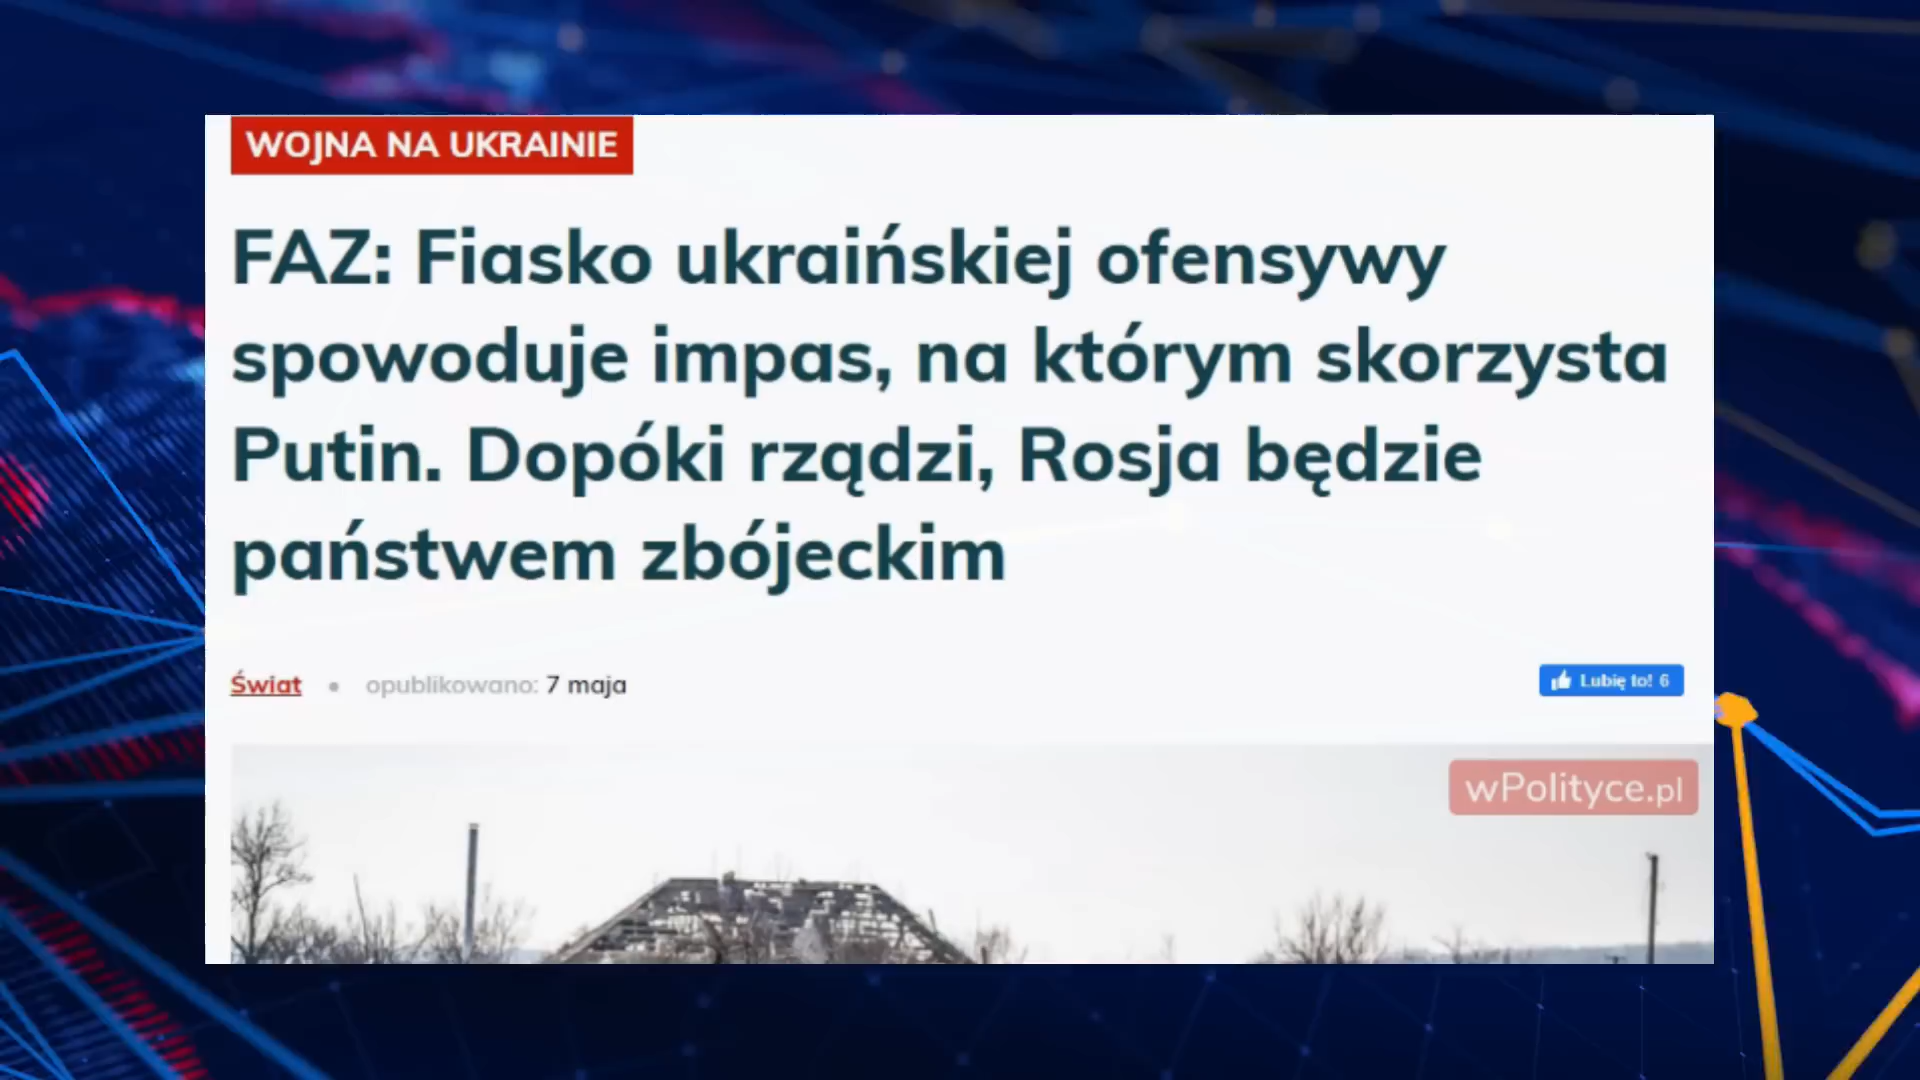 WOJNA NA UKRAINIE
FAZ: Fiasko ukraińskiej ofensywy
spowoduje impas, na którym skorzysta
Putin. Dopóki rządzi, Rosja będzie
państwem zbójeckim
Świat • opublikowano: 7 maja
Lubię to! 6
wPolityce.pl